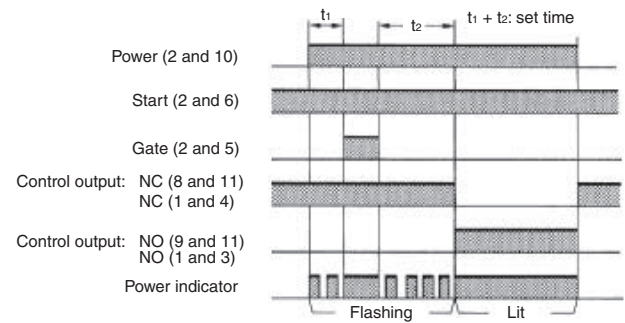 t1
t2
t1 + t2: set time
Power (2 and 10)
Start (2 and 6)
Gate (2 and 5)
Control output: NC (8 and 11)
NC (1 and 4)
Control output: NO (9 and 11)
NO (1 and 3)
Power indicator
Flashing
Lit